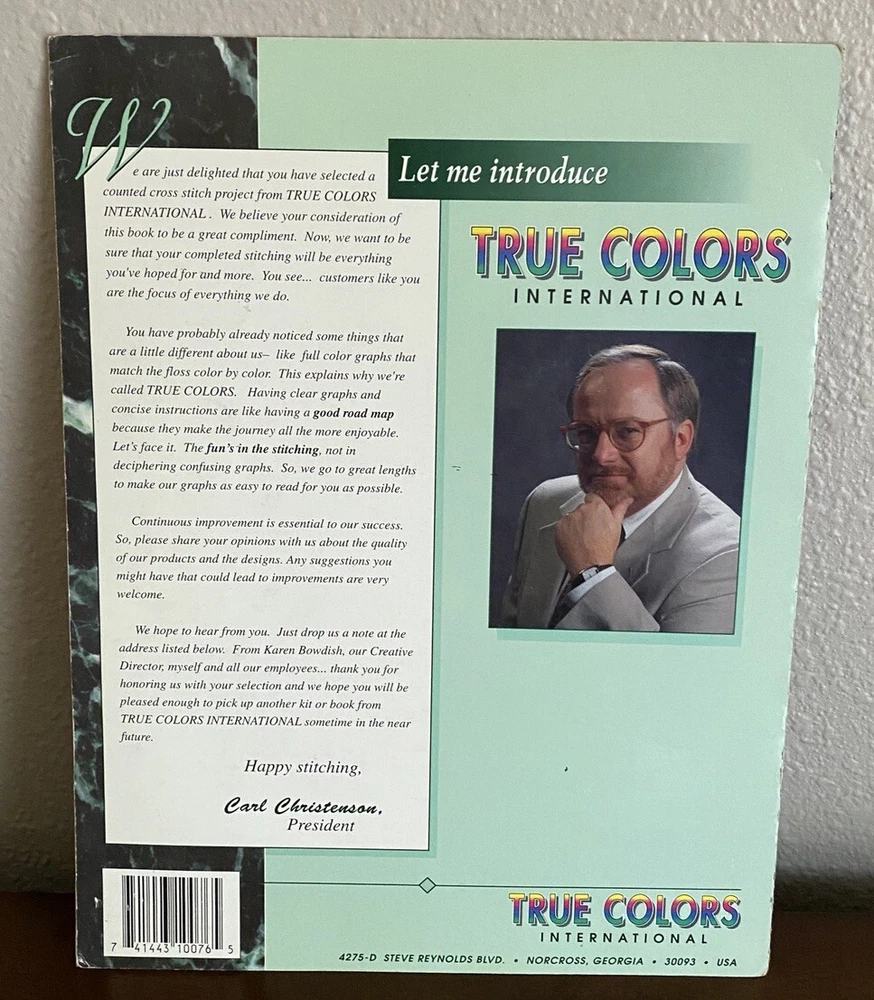 We are just delighted that you have selected a
counted cross stitch project from TRUE COLORS
INTERNATIONAL. We believe your consideration of
this book to be a great compliment. Now, we want to be
sure that your completed stitching will be everything
you've hoped for and more. You see... customers like you
are the focus of everything we do.
You have probably already noticed some things that
are a little different about us– like full color graphs that
match the floss color by color. This explains why we're
called TRUE COLORS. Having clear graphs and
concise instructions are like having a good road map
because they make the journey all the more enjoyable.
Let's face it. The fun's in the stitching, not in
deciphering confusing graphs. So, we go to great lengths
to make our graphs as easy to read for you as possible.
Continuous improvement is essential to our success.
So, please share your opinions with us about the quality
of our products and the designs. Any suggestions you
might have that could lead to improvements are very
welcome.
We hope to hear from you. Just drop us a note at the
address listed below. From Karen Bowdish, our Creative
Director, myself and all our employees... thank you for
honoring us with your selection and we hope you will be
pleased enough to pick up another kit or book from
TRUE COLORS INTERNATIONAL sometime in the near
future.
Happy stitching,
Carl Christenson,
President
Let me introduce
TRUE COLORS
INTERNATIONAL
7 41443 10076 5
TRUE COLORS
INTERNATIONAL
4275-D STEVE REYNOLDS BLVD. • NORCROSS, GEORGIA • 30093 • USA